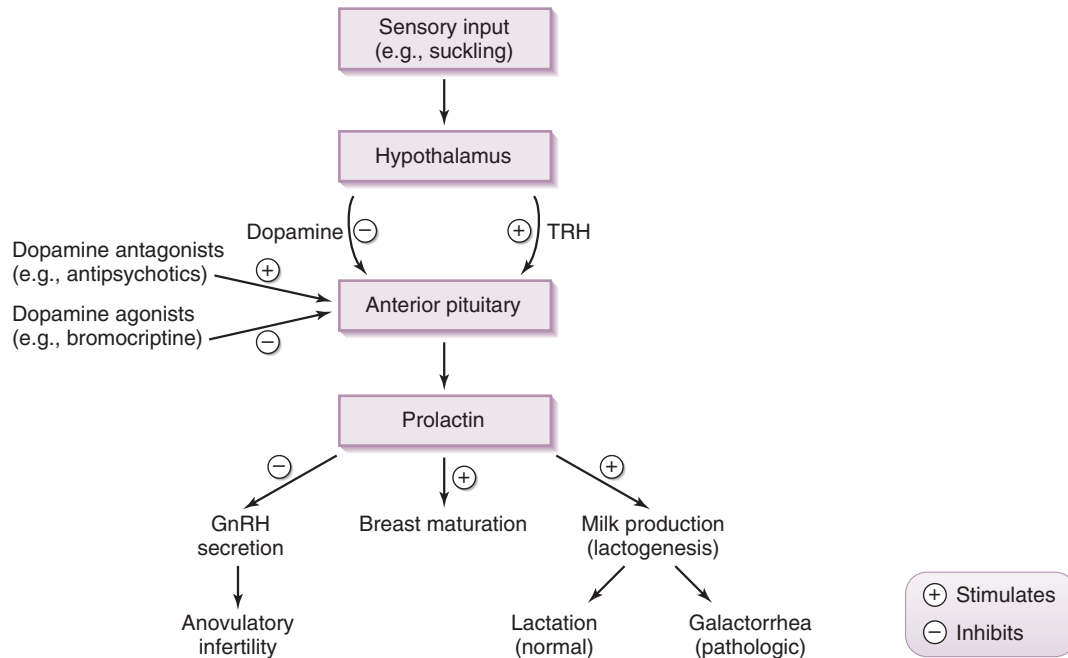 Sensory input
(e.g., suckling)
Hypothalamus
Dopamine
−
+
TRH
Dopamine antagonists
(e.g., antipsychotics)
+
Anterior pituitary
Dopamine agonists
(e.g., bromocriptine)
−
Prolactin
−
+
+
GnRH
secretion
Breast maturation
Milk production
(lactogenesis)
Anovulatory
infertility
Lactation
(normal)
Galactorrhea
(pathologic)
+ Stimulates
− Inhibits